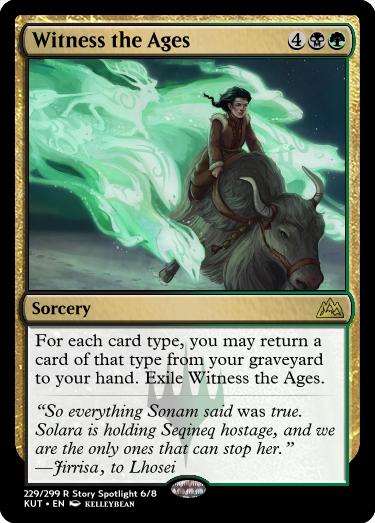 Witness the Ages 4
Sorcery
For each card type, you may return a
card of that type from your graveyard
to your hand. Exile Witness the Ages.
“So everything Sonam said was true.
Solara is holding Seqineq hostage, and we
are the only ones that can stop her.”
—Jirrisa, to Lhosei
229/299 R Story Spotlight 6/8
KUT • EN KELLEYBEAN